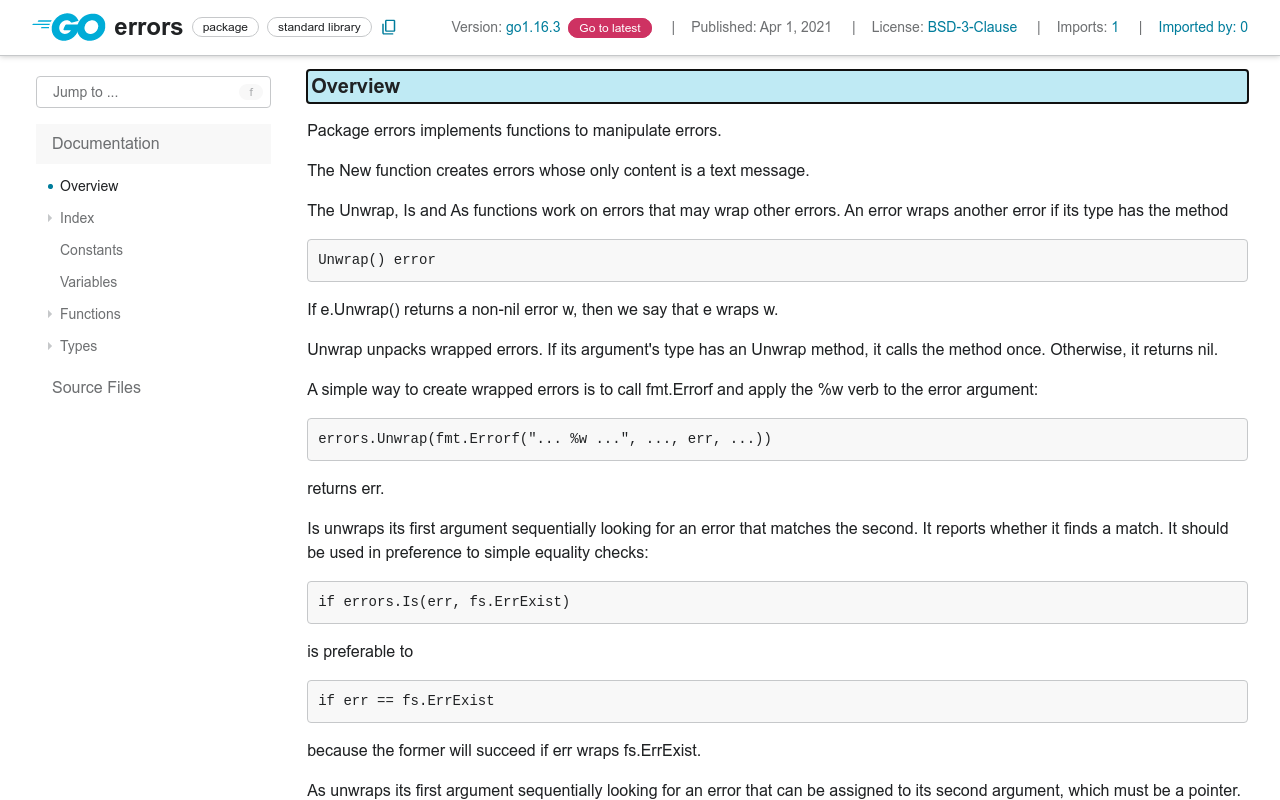 GO errors package standard library Version: go1.16.3 Go to latest | Published: Apr 1, 2021 | License: BSD-3-Clause | Imports: 1 | Imported by: 0
Jump to ... f
Documentation
Overview
Index
Constants
Variables
Functions
Types
Source Files
Overview
Package errors implements functions to manipulate errors.
The New function creates errors whose only content is a text message.
The Unwrap, Is and As functions work on errors that may wrap other errors. An error wraps another error if its type has the method
Unwrap() error
If e.Unwrap() returns a non-nil error w, then we say that e wraps w.
Unwrap unpacks wrapped errors. If its argument's type has an Unwrap method, it calls the method once. Otherwise, it returns nil.
A simple way to create wrapped errors is to call fmt.Errorf and apply the %w verb to the error argument:
errors.Unwrap(fmt.Errorf("... %w ...", ..., err, ...))
returns err.
Is unwraps its first argument sequentially looking for an error that matches the second. It reports whether it finds a match. It should
be used in preference to simple equality checks:
if errors.Is(err, fs.ErrExist)
is preferable to
if err == fs.ErrExist
because the former will succeed if err wraps fs.ErrExist.
As unwraps its first argument sequentially looking for an error that can be assigned to its second argument, which must be a pointer.